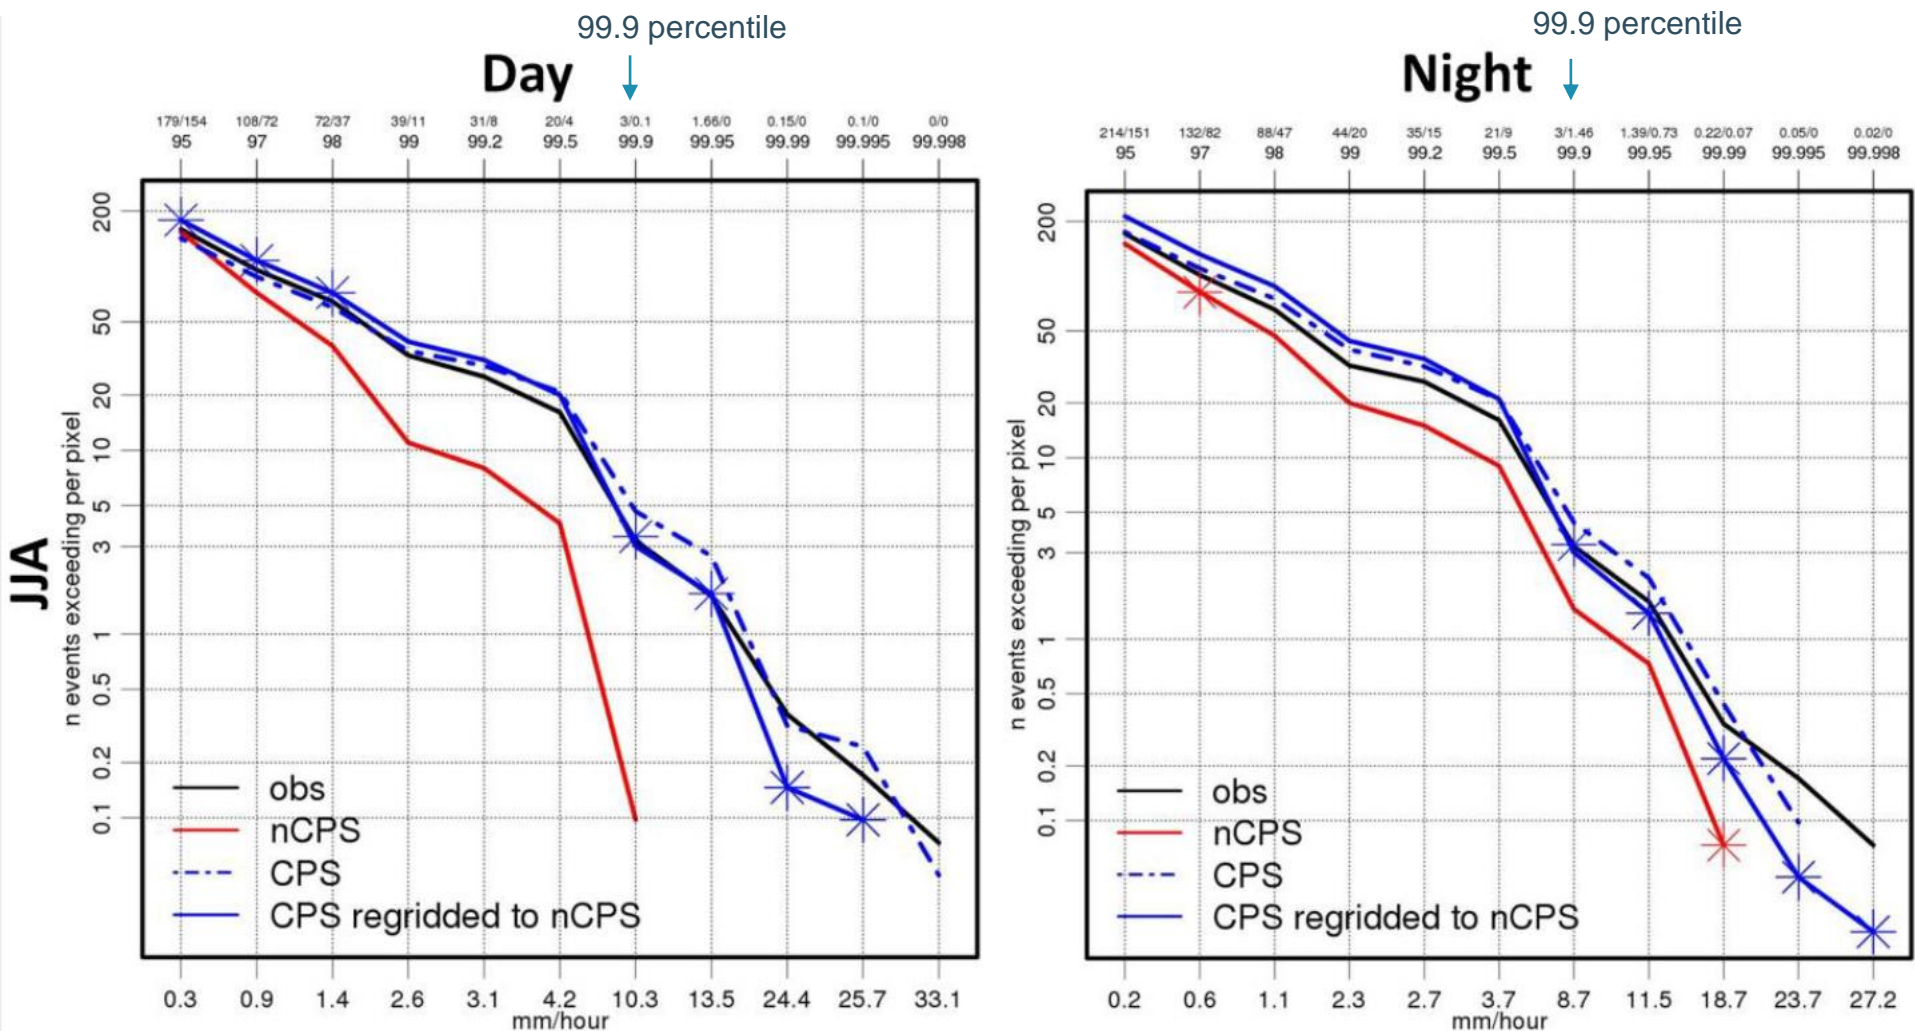 99.9 percentile
99.9 percentile
Day
Night
179/154 108/72 72/37 39/11 31/8 20/4 3/0.1 1.66/0 0.15/0 0.1/0 0/0
95 97 98 99 99.2 99.5 99.9 99.95 99.99 99.995 99.998
JJA
n events exceeding per pixel
200
50
20
10
5
3
1
0.5
0.2
0.1
obs
nCPS
CPS
CPS regridded to nCPS
0.3 0.9 1.4 2.6 3.1 4.2 10.3 13.5 24.4 25.7 33.1
mm/hour
214/151 132/82 88/47 44/20 35/15 21/9 3/1.46 1.39/0.73 0.22/0.07 0.05/0 0.02/0
95 97 98 99 99.2 99.5 99.9 99.95 99.99 99.995 99.998
n events exceeding per pixel
200
50
20
10
5
3
1
0.5
0.2
0.1
obs
nCPS
CPS
CPS regridded to nCPS
0.2 0.6 1.1 2.3 2.7 3.7 8.7 11.5 18.7 23.7 27.2
mm/hour